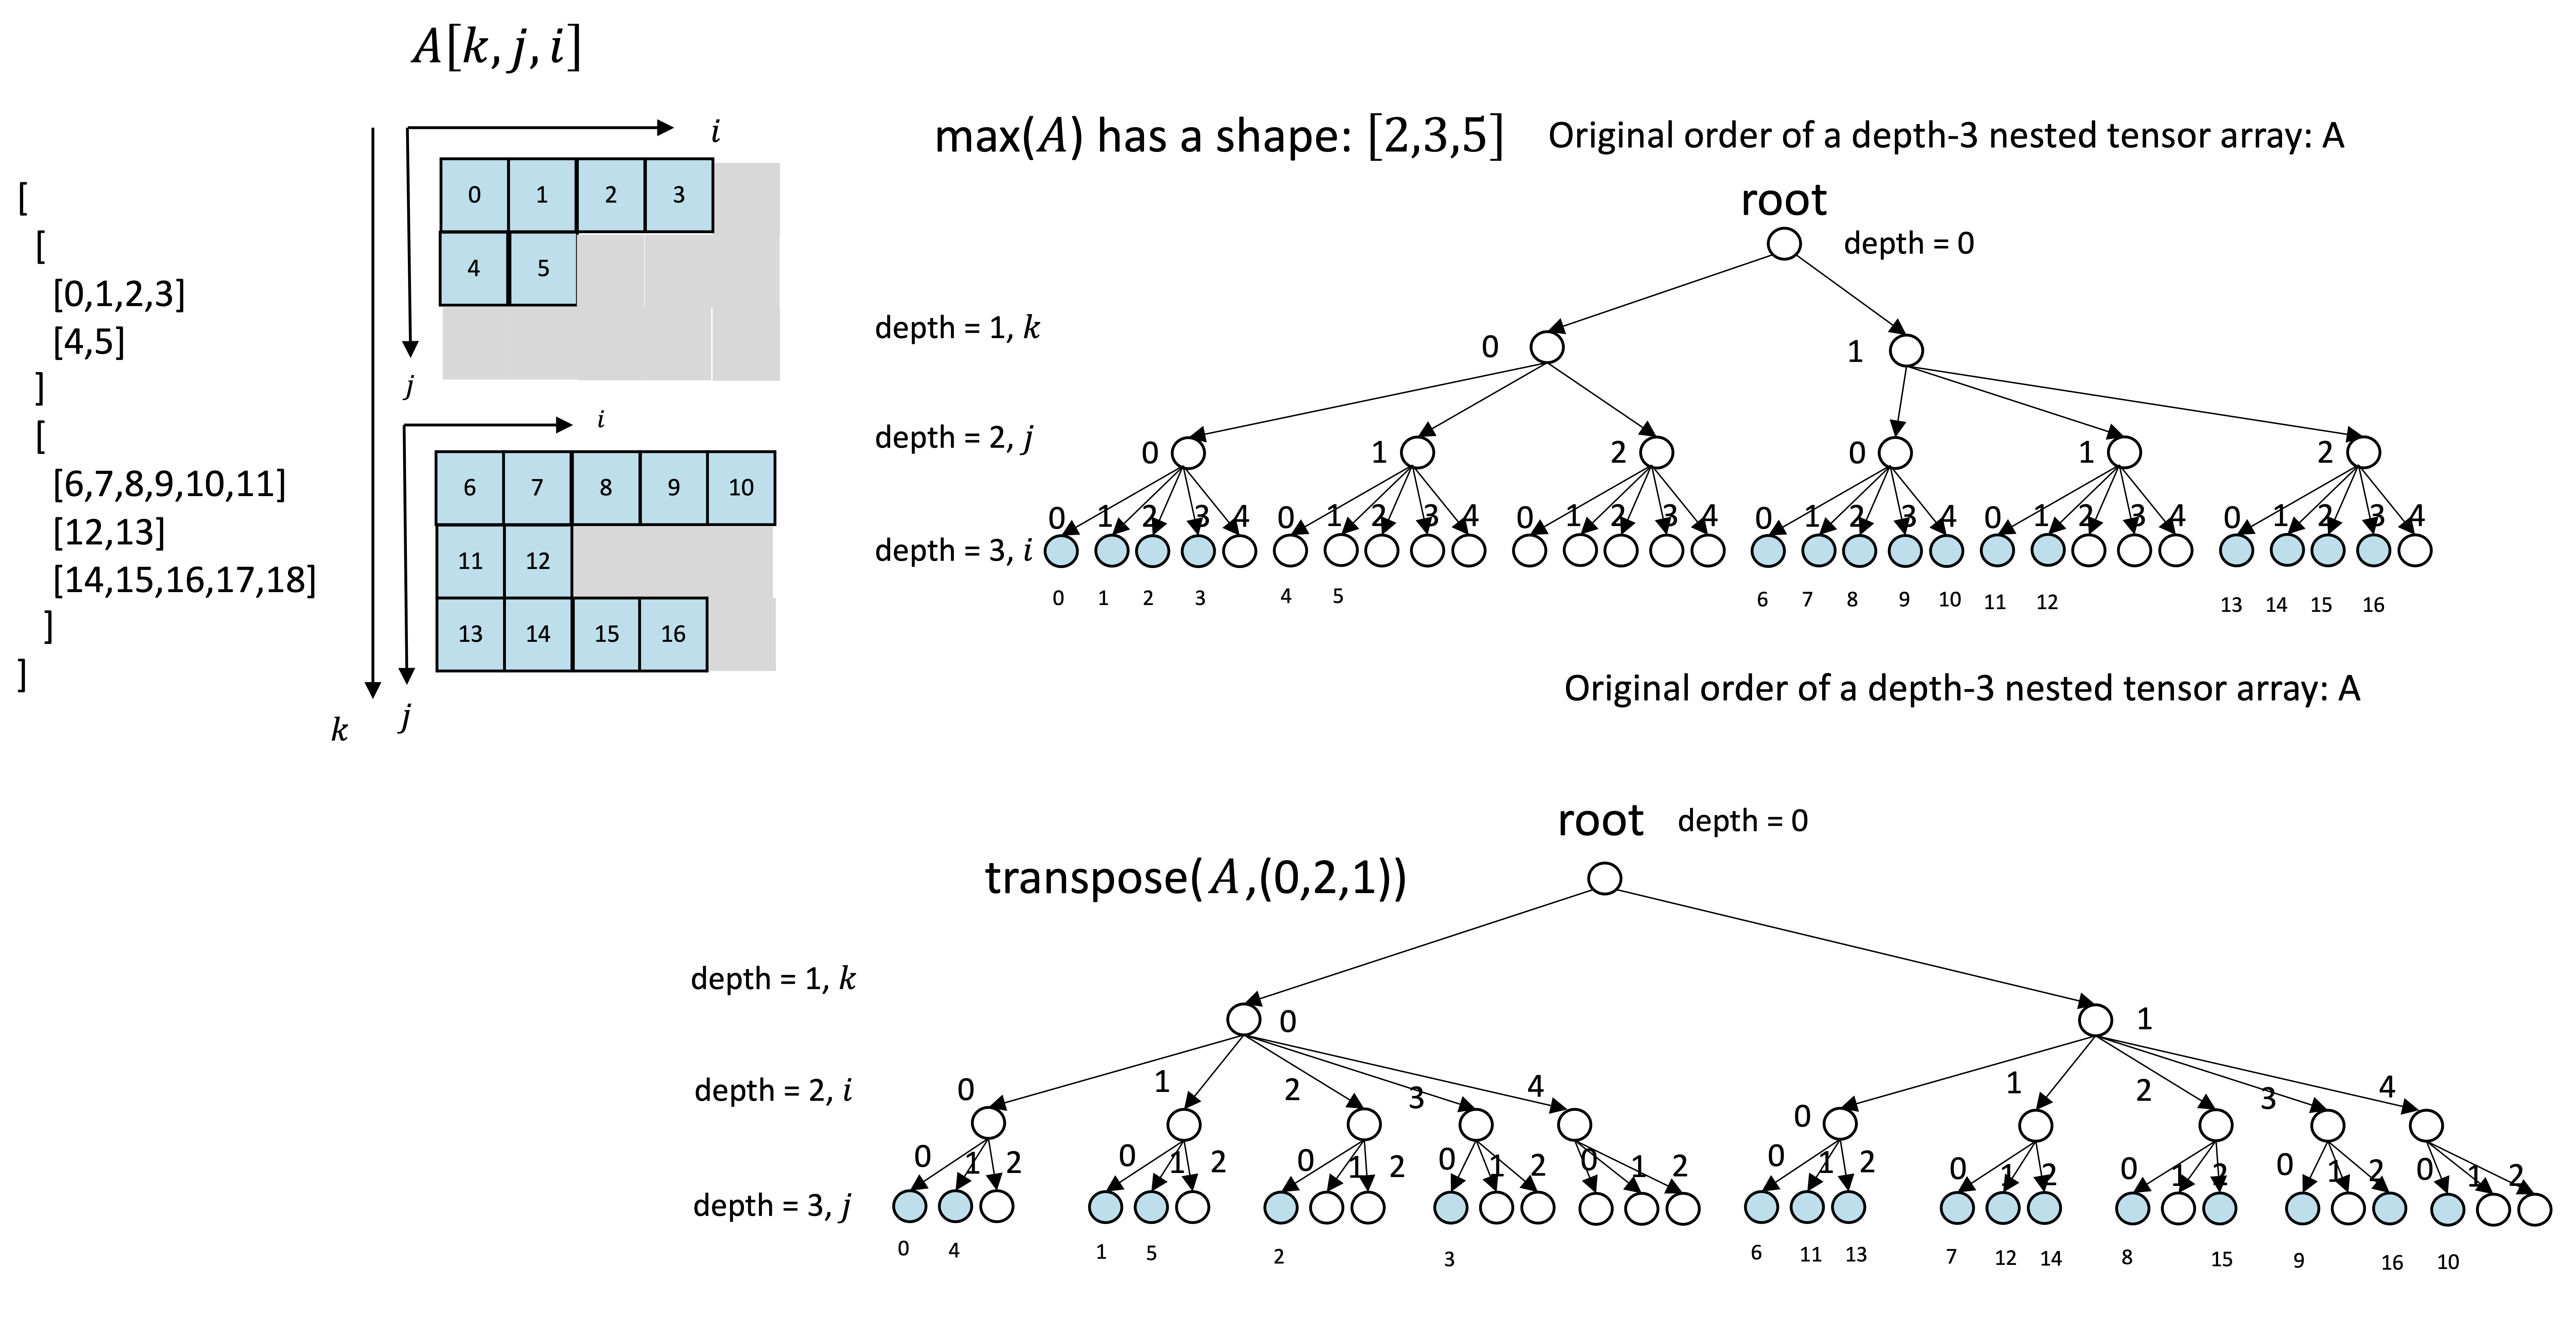 A[k, j, i]
[
[
[0,1,2,3]
[4,5]
]
[
[6,7,8,9,10,11]
[12,13]
[14,15,16,17,18]
]
]
i
0 1 2 3
4 5
j
i
6 7 8 9 10
11 12
13 14 15 16
k j
max(A) has a shape: [2,3,5] Original order of a depth-3 nested tensor array: A
root
depth = 0
depth = 1, k
0 1
depth = 2, j
0 1 2 0 1 2
0 1 2 3 4 0 1 2 3 4 0 1 2 3 4 0 1 2 3 4 0 1 2 3 4 0 1 2 3 4
depth = 3, i
0 1 2 3 4 5 6 7 8 9 10 11 12 13 14 15 16
Original order of a depth-3 nested tensor array: A
root depth = 0
transpose(A,(0,2,1))
depth = 1, k
0 1
depth = 2, i
0 1 2 3 4 0 1 2 3 4
0 1 2 0 1 2 0 1 2 0 1 2 0 1 2 0 1 2 0 1 2 0 1 2 0 1 2 0 1 2
depth = 3, j
0 4 1 5 2 3 6 11 13 7 12 14 8 15 9 16 10